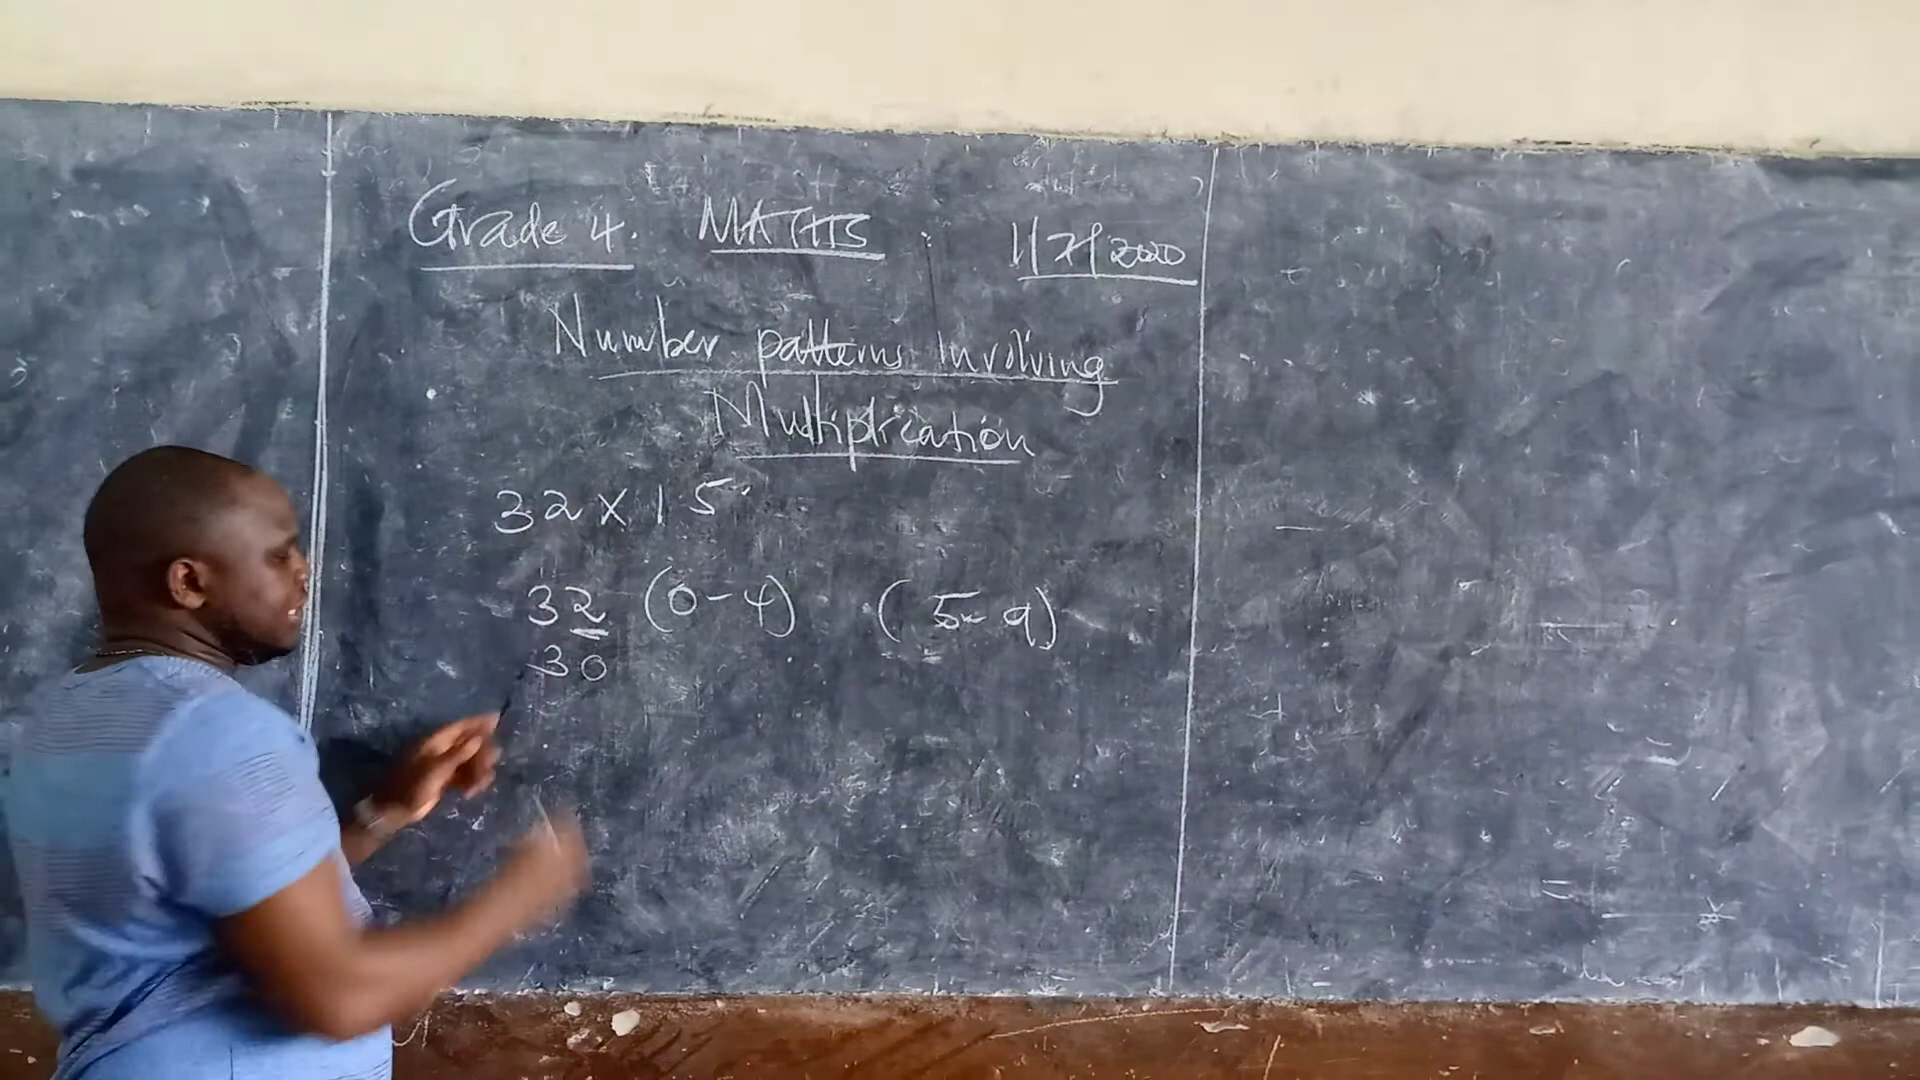 Grade 4. MATHS. 1/7/2020
Number patterns involving
Multiplication
32 x 15
32 (0-4) (5-9)
30